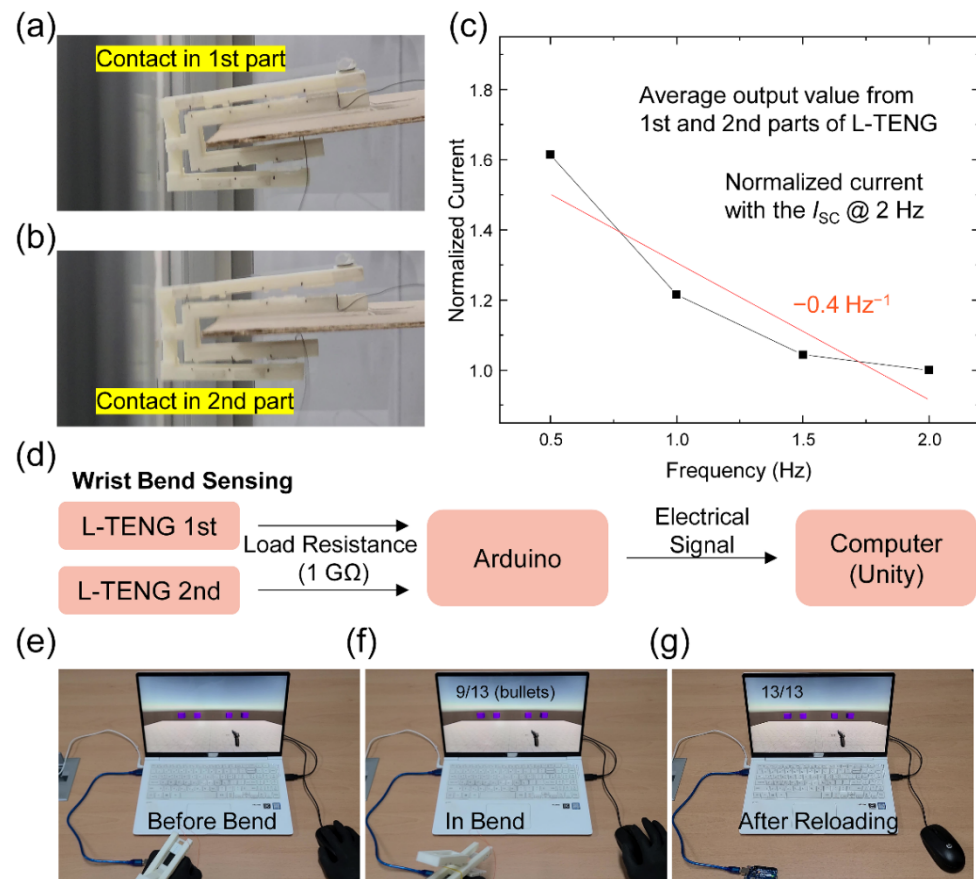 (a)
Contact in 1st part
(b)
Contact in 2nd part
(c)
Normalized Current
1.8
1.6
1.4
1.2
1.0
Average output value from
1st and 2nd parts of L-TENG
Normalized current
with the ISC @ 2 Hz
−0.4 Hz−1
0.5 1.0 1.5 2.0
Frequency (Hz)
(d)
Wrist Bend Sensing
L-TENG 1st
L-TENG 2nd
Load Resistance
(1 GΩ)
Arduino
Electrical
Signal
Computer
(Unity)
(e)
Before Bend
(f)
9/13 (bullets)
In Bend
(g)
13/13
After Reloading